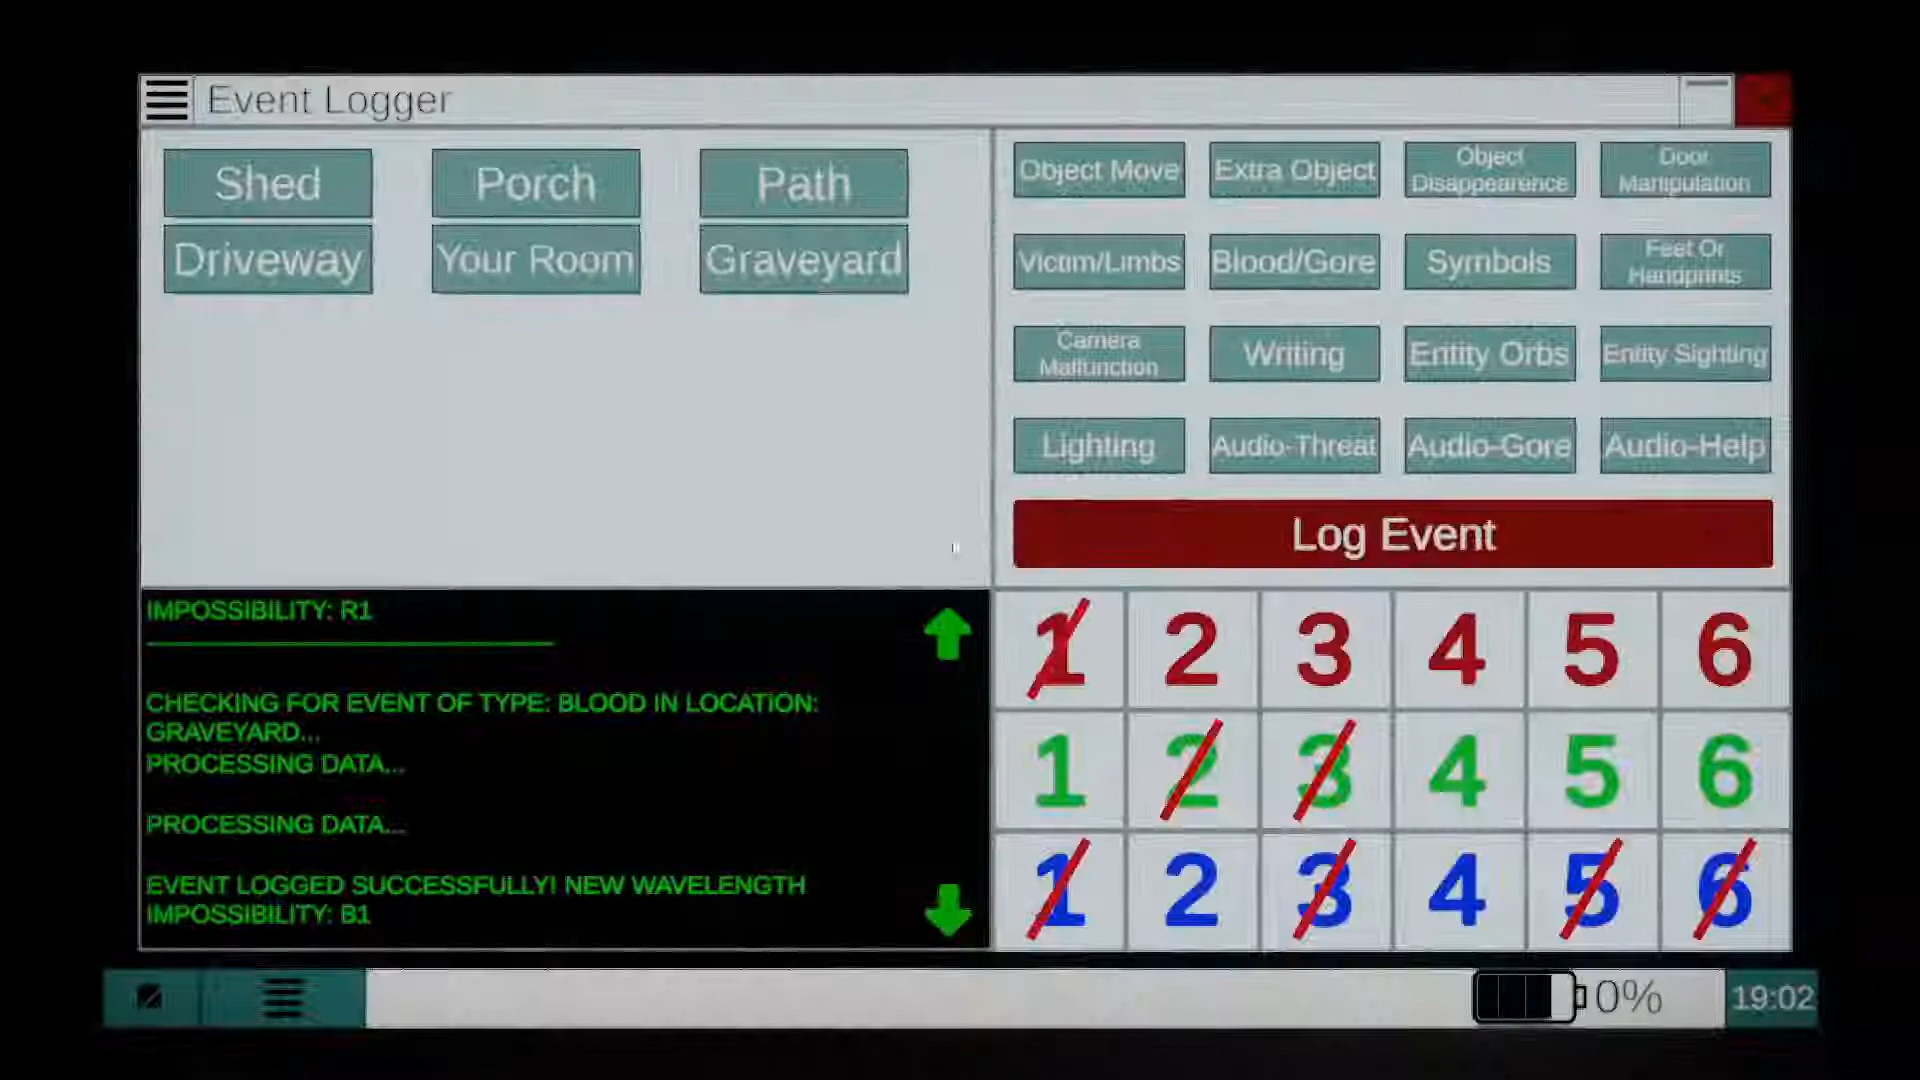 Event Logger
Shed
Porch
Path
Driveway
Your Room
Graveyard
Object Move
Extra Object
Object
Disappearence
Door
Manipulation
Victim/Limbs
Blood/Gore
Symbols
Feet Or
Handprints
Camera
Malfunction
Writing
Entity Orbs
Entity Sighting
Lighting
Audio-Threat
Audio-Gore
Audio-Help
Log Event
IMPOSSIBILITY: R1
CHECKING FOR EVENT OF TYPE: BLOOD IN LOCATION:
GRAVEYARD...
PROCESSING DATA...
PROCESSING DATA...
EVENT LOGGED SUCCESSFULLY! NEW WAVELENGTH
IMPOSSIBILITY: B1
1 2 3 4 5 6
1 2 3 4 5 6
1 2 3 4 5 6
0%
19:02